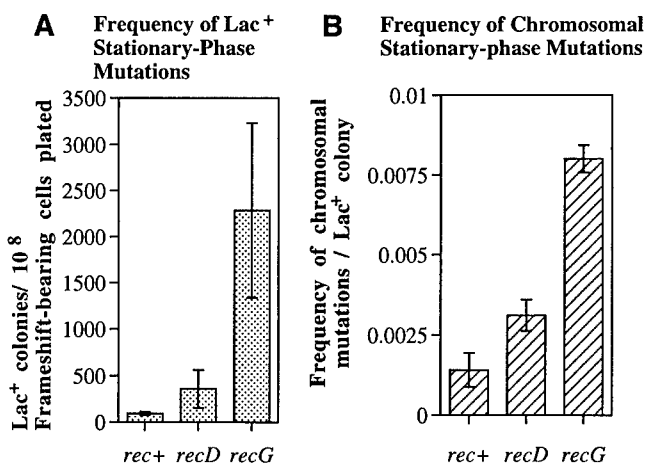 A
Frequency of Lac+
Stationary-Phase
Mutations
Lac+ colonies/ 10 8
Frameshift-bearing cells plated
3500
3000
2500
2000
1500
1000
500
0
rec+ recD recG
B
Frequency of Chromosomal
Stationary-phase Mutations
Frequency of chromosomal
mutations / Lac+ colony
0.01
0.0075
0.005
0.0025
0
rec+ recD recG